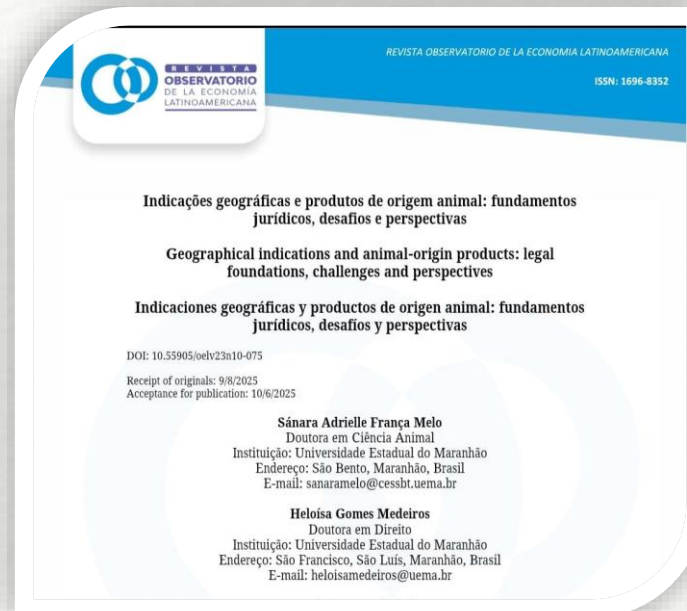 REVISTA OBSERVATORIO DE LA ECONOMIA LATINOAMERICANA
ISSN: 1696-8352
REVISTA
OBSERVATORIO
DE LA ECONOMÍA
LATINOAMERICANA
Indicações geográficas e produtos de origem animal: fundamentos
jurídicos, desafios e perspectivas
Geographical indications and animal-origin products: legal
foundations, challenges and perspectives
Indicaciones geográficas y productos de origen animal: fundamentos
jurídicos, desafíos y perspectivas
DOI: 10.55905/oelv23n10-075
Receipt of originals: 9/8/2025
Acceptance for publication: 10/6/2025
Sánara Adrielle França Melo
Doutora em Ciência Animal
Instituição: Universidade Estadual do Maranhão
Endereço: São Bento, Maranhão, Brasil
E-mail: sanaramelo@cessbt.uema.br
Heloísa Gomes Medeiros
Doutora em Direito
Instituição: Universidade Estadual do Maranhão
Endereço: São Francisco, São Luís, Maranhão, Brasil
E-mail: heloisamedeiros@uema.br